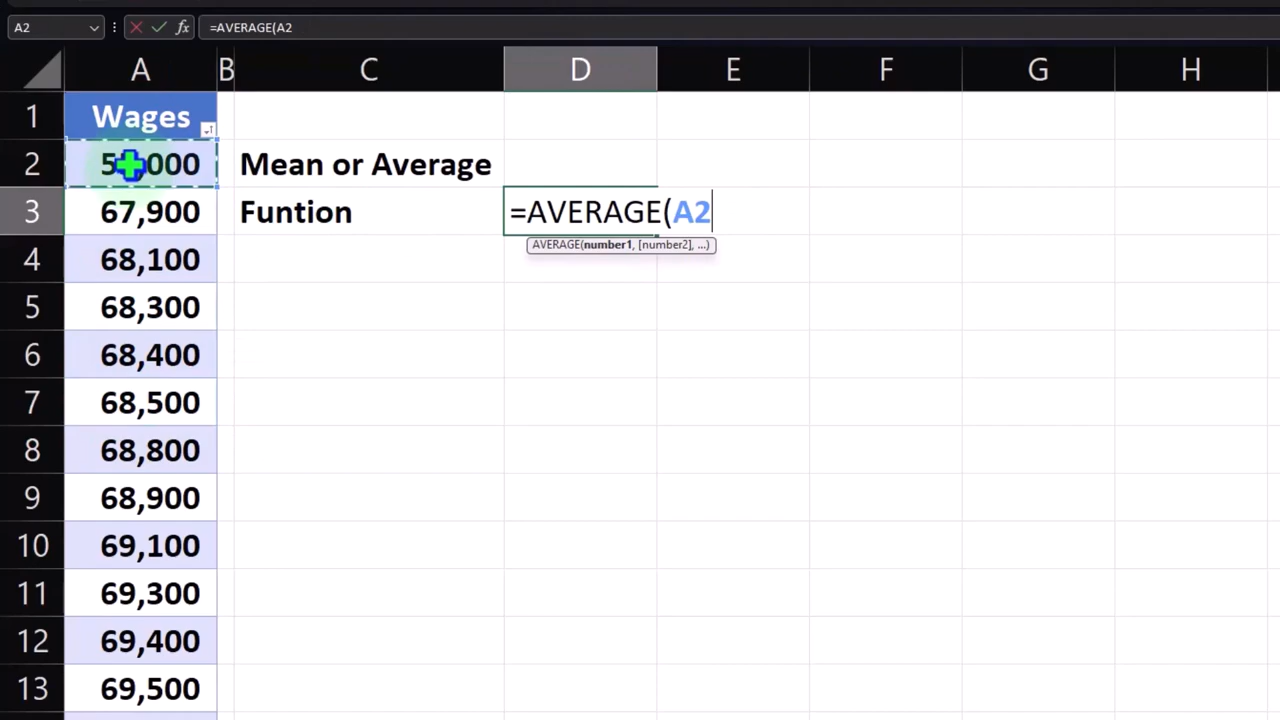 A2 =AVERAGE(A2
A B C D E F G H
1 Wages
2 Mean or Average
3 67,900 Funtion =AVERAGE(A2
AVERAGE(number1, [number2], ...)
4 68,100
5 68,300
6 68,400
7 68,500
8 68,800
9 68,900
10 69,100
11 69,300
12 69,400
13 69,500